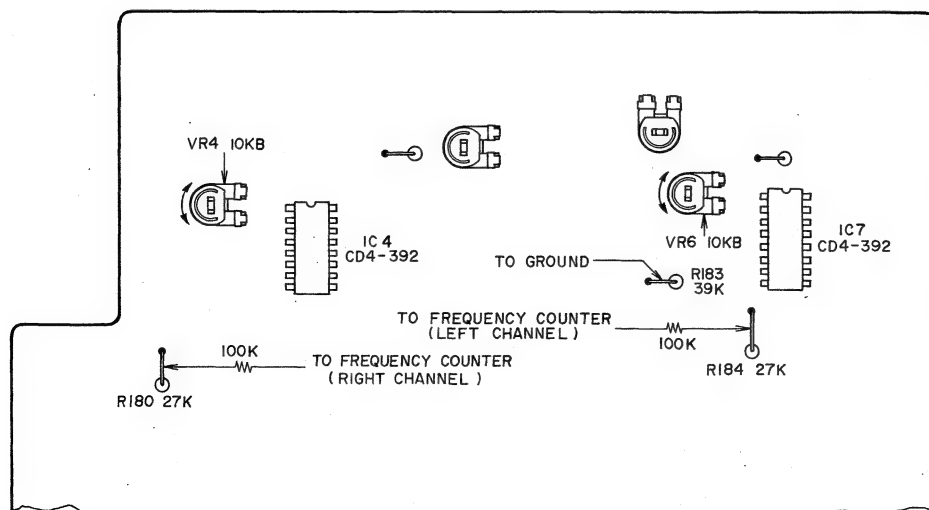 VR4 10KB
IC4
CD4-392
VR6 10KB
IC7
CD4-392
TO GROUND
R183
39K
TO FREQUENCY COUNTER
(LEFT CHANNEL)
100K
R184 27K
100K
TO FREQUENCY COUNTER
(RIGHT CHANNEL)
R180 27K